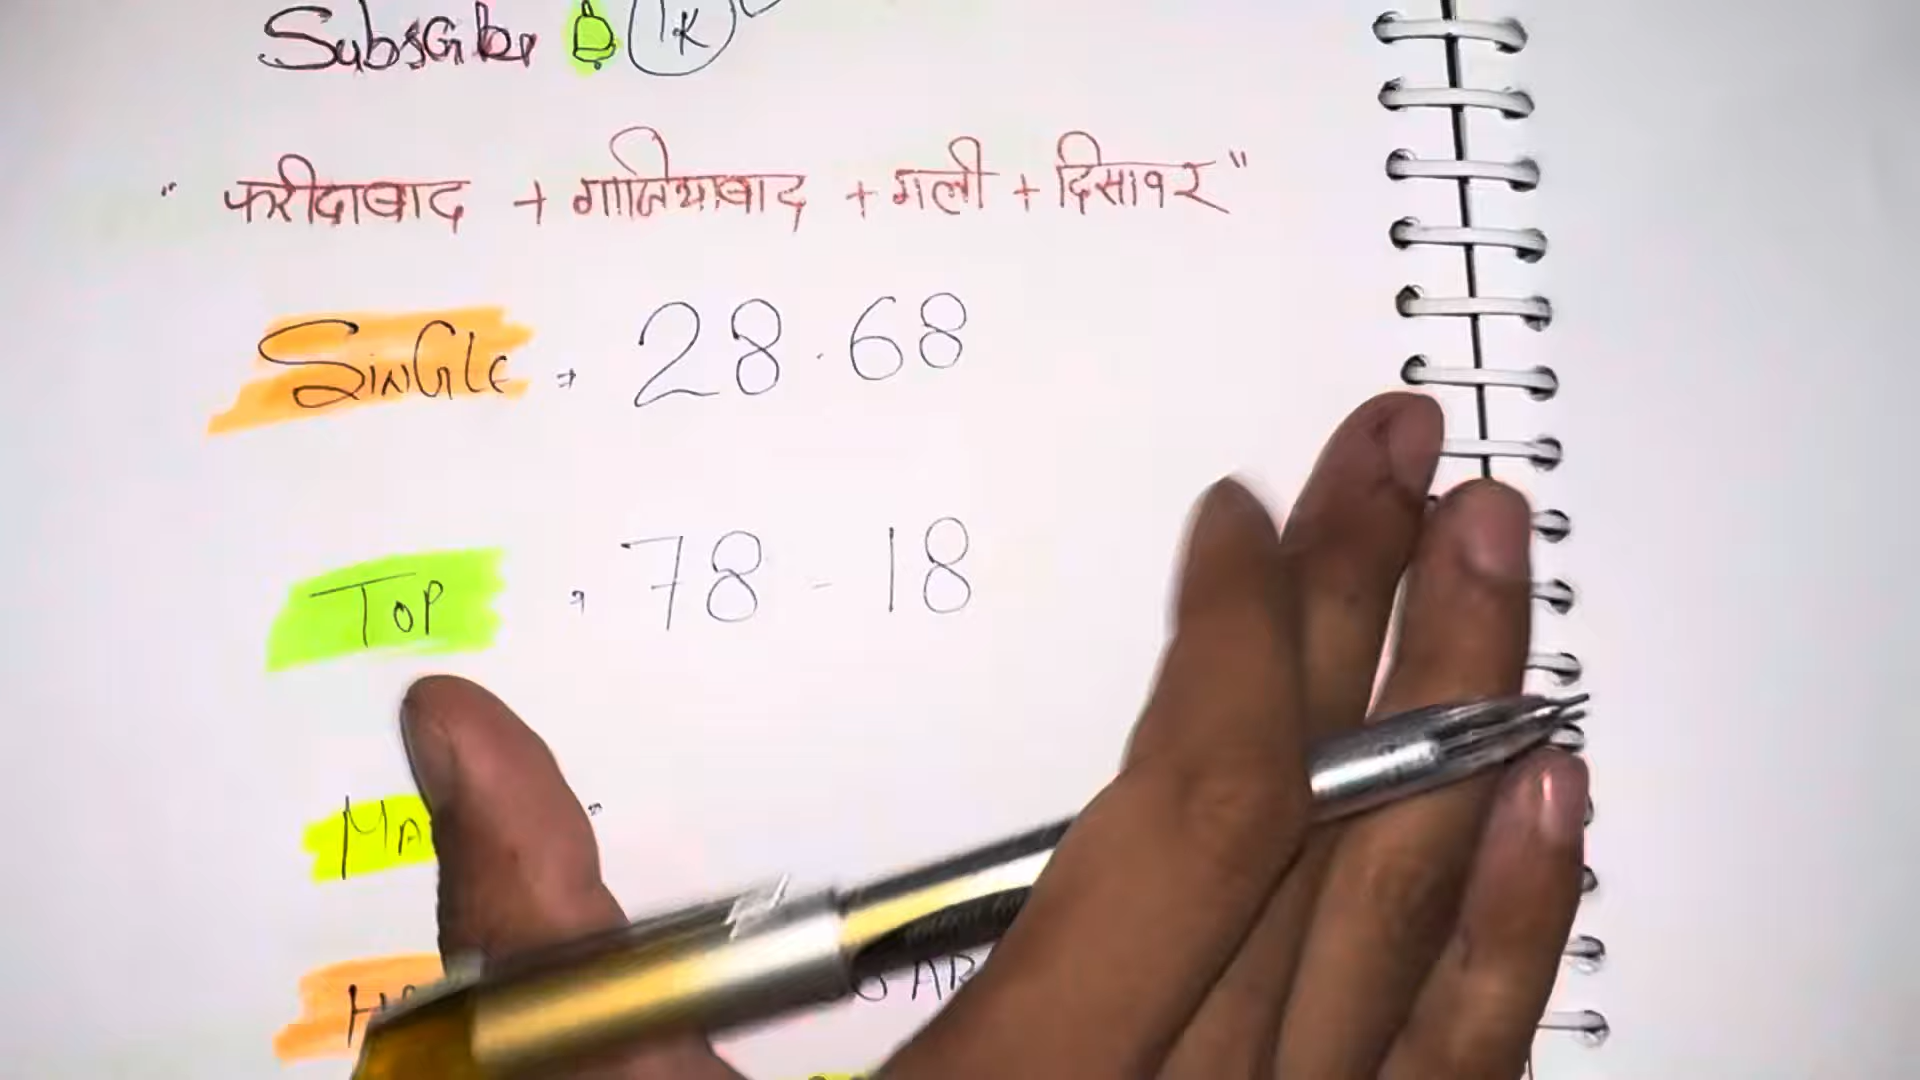 Subscribe 1K
" फरीदाबाद + गाजियाबाद + गली + दिसावर "
SINGLE → 28.68
TOP → 78 - 18